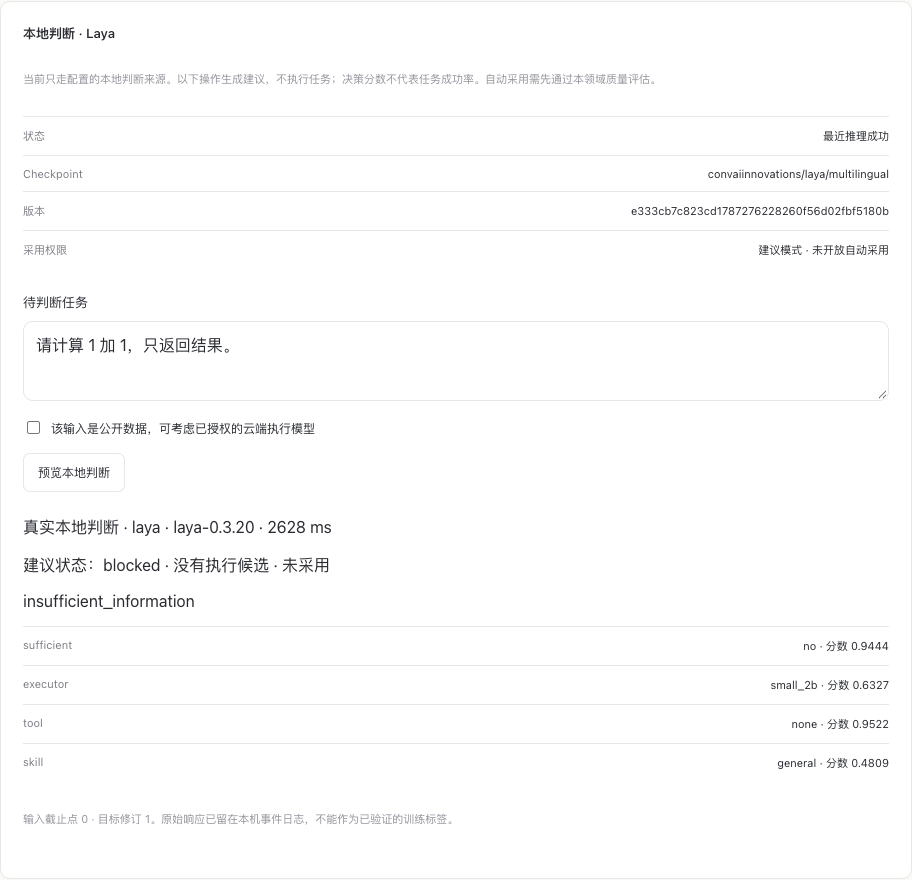 本地判断 · Laya
当前只走配置的本地判断来源。以下操作生成建议，不执行任务；决策分数不代表任务成功率。自动采用需先通过本领域质量评估。
状态
最近推理成功
Checkpoint
convaiinnovations/laya/multilingual
版本
e333cb7c823cd1787276228260f56d02fbf5180b
采用权限
建议模式 · 未开放自动采用
待判断任务
请计算 1 加 1，只返回结果。
该输入是公开数据，可考虑已授权的云端执行模型
预览本地判断
真实本地判断 · laya · laya-0.3.20 · 2628 ms
建议状态：blocked · 没有执行候选 · 未采用
insufficient_information
sufficient
no · 分数 0.9444
executor
small_2b · 分数 0.6327
tool
none · 分数 0.9522
skill
general · 分数 0.4809
输入截止点 0 · 目标修订 1。原始响应已留在本机事件日志，不能作为已验证的训练标签。